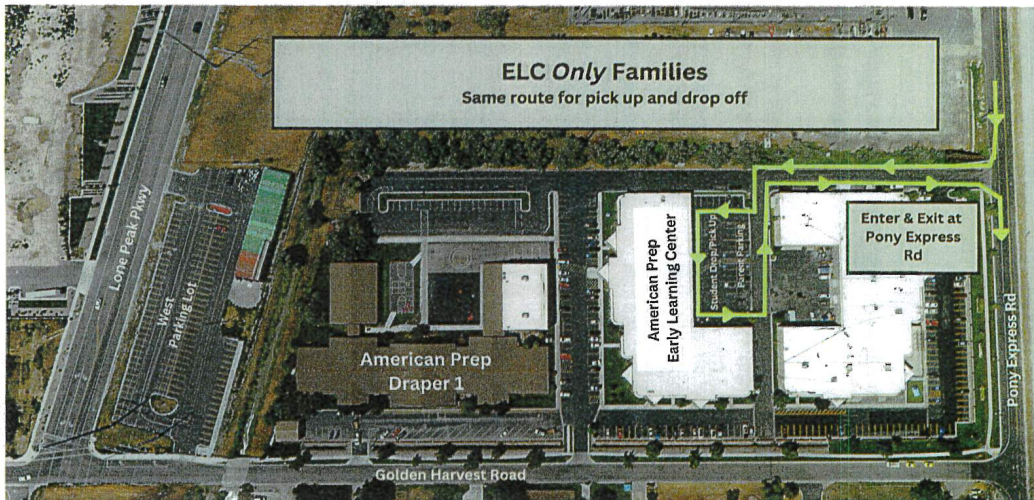 ELC Only Families
Same route for pick up and drop off
Lone Peak Pkwy
West
Parking Lot
American Prep
Draper 1
American Prep
Early Learning Center
Student Drop/Pick Up
Parent Parking
Enter & Exit at
Pony Express
Rd
Pony Express Rd
Golden Harvest Road